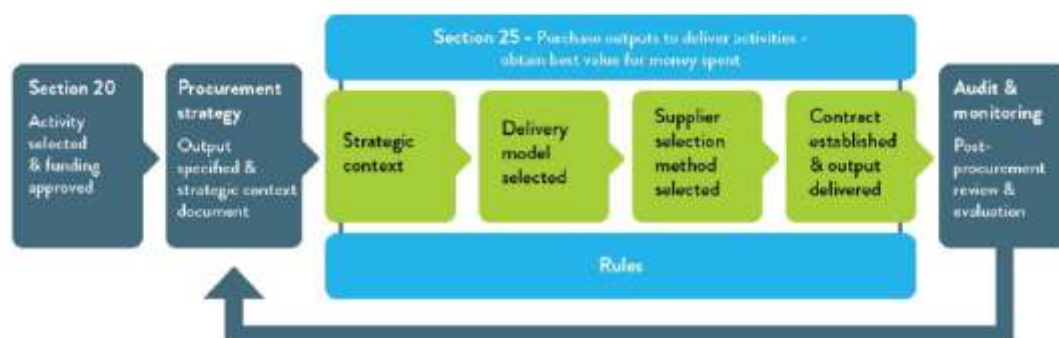 Section 25 - Purchase outputs to deliver activities -
obtain best value for money spent
Section 20
Activity
selected
& funding
approved
Procurement
strategy
Output
specified &
strategic context
document
Strategic
context
Delivery
model
selected
Supplier
selection
method
selected
Contract
established
& output
delivered
Audit &
monitoring
Post-
procurement
review &
evaluation
Rules